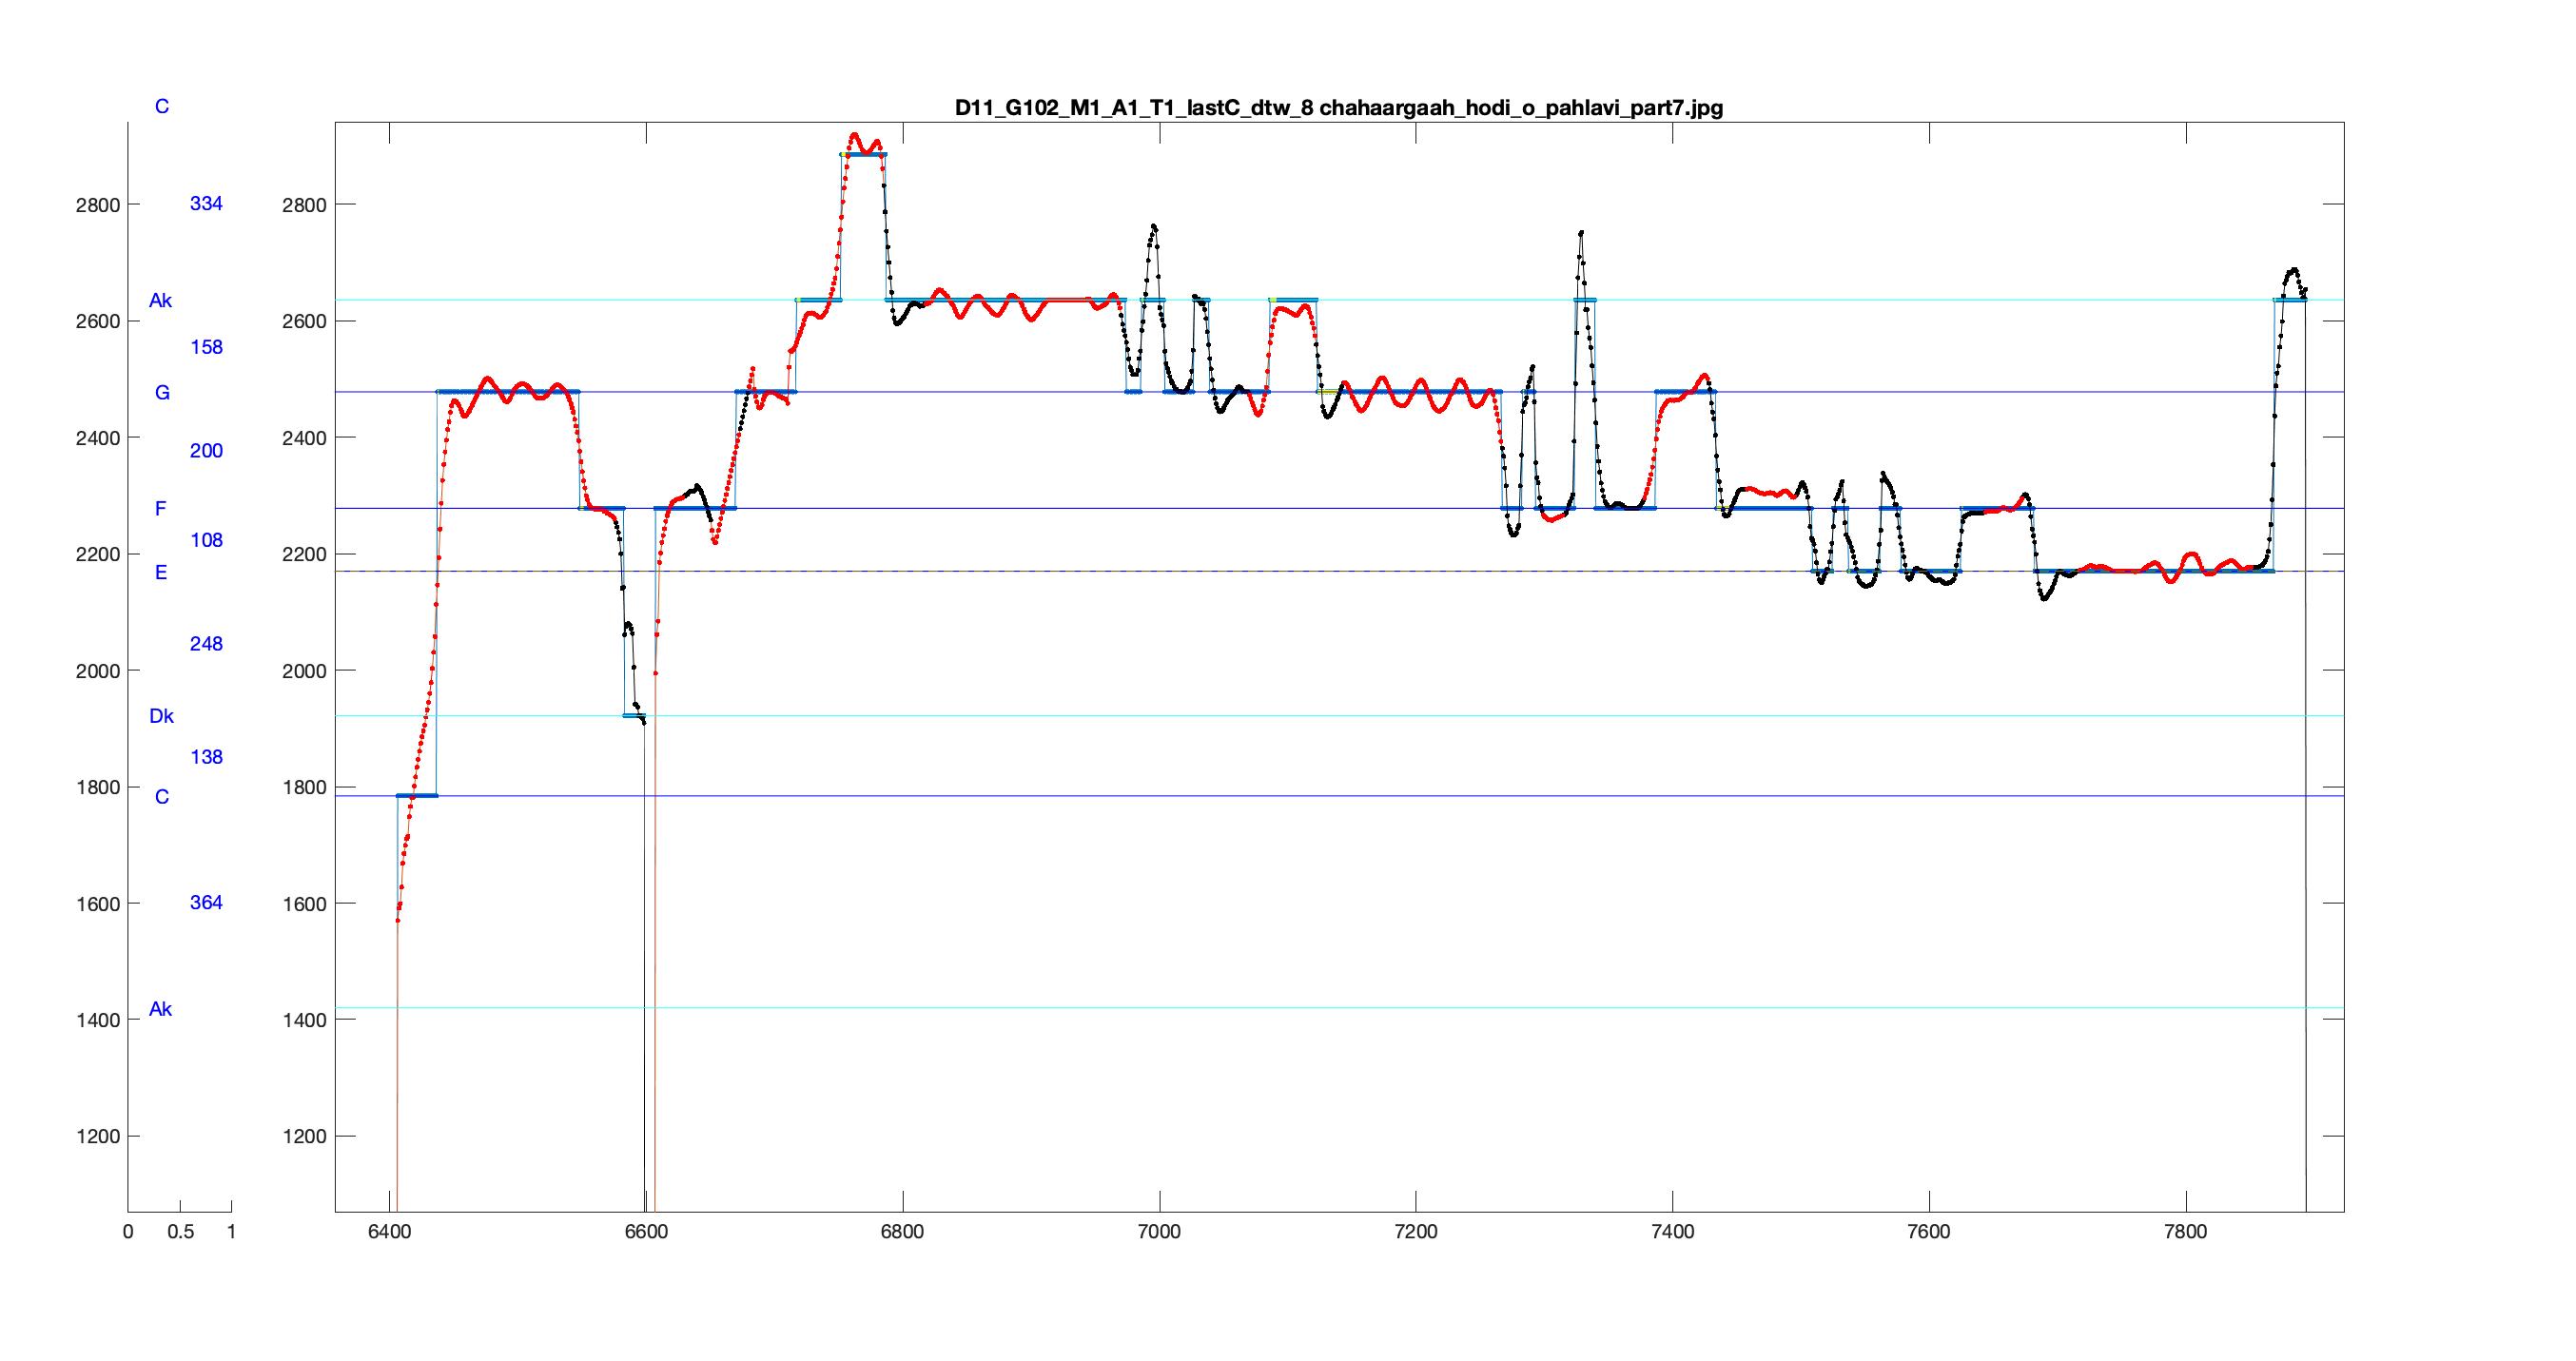 D11_G102_M1_A1_T1_lastC_dtw_8 chahaargaah_hodi_o_pahlavi_part7.jpg
C
2800 334 2800
Ak
2600 2600
158
G
2400 200 2400
F
108
2200 2200
E
248
2000 2000
Dk
138
1800 1800
C
1600 364 1600
Ak
1400 1400
1200 1200
0 0.5 1 6400 6600 6800 7000 7200 7400 7600 7800